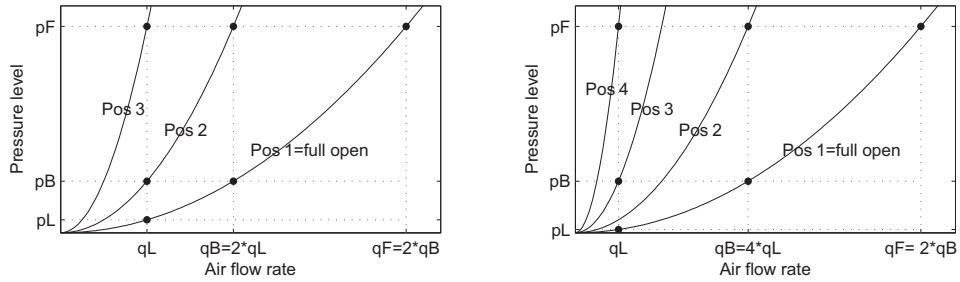 Pressure level
pF
pB
pL
Pos 3
Pos 2
Pos 1=full open
qL
qB=2*qL
qF=2*qB
Air flow rate
Pressure level
pF
pB
pL
Pos 4
Pos 3
Pos 2
Pos 1=full open
qL
qB=4*qL
qF= 2*qB
Air flow rate